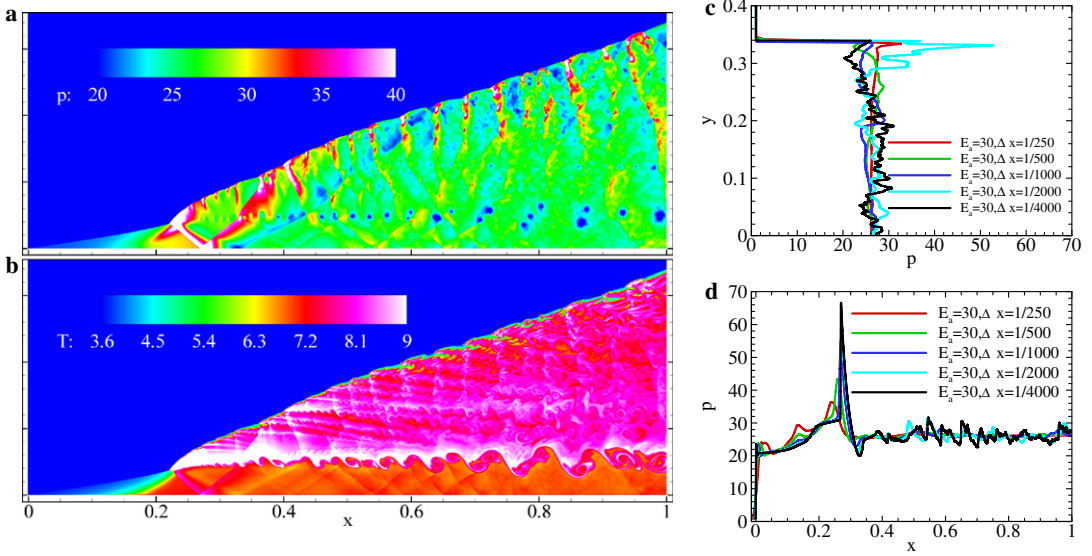 a
p:
20 25 30 35 40
b
T: 3.6 4.5 5.4 6.3 7.2 8.1 9
0 0.2 0.4 0.6 0.8 1
x
c
0.4
0.3
0.2
0.1
0
y
E_a=30,Δ x=1/250
E_a=30,Δ x=1/500
E_a=30,Δ x=1/1000
E_a=30,Δ x=1/2000
E_a=30,Δ x=1/4000
0 10 20 30 40 50 60 70
p
d
70
60
50
40
30
20
10
0
p
E_a=30,Δ x=1/250
E_a=30,Δ x=1/500
E_a=30,Δ x=1/1000
E_a=30,Δ x=1/2000
E_a=30,Δ x=1/4000
0 0.2 0.4 0.6 0.8 1
x